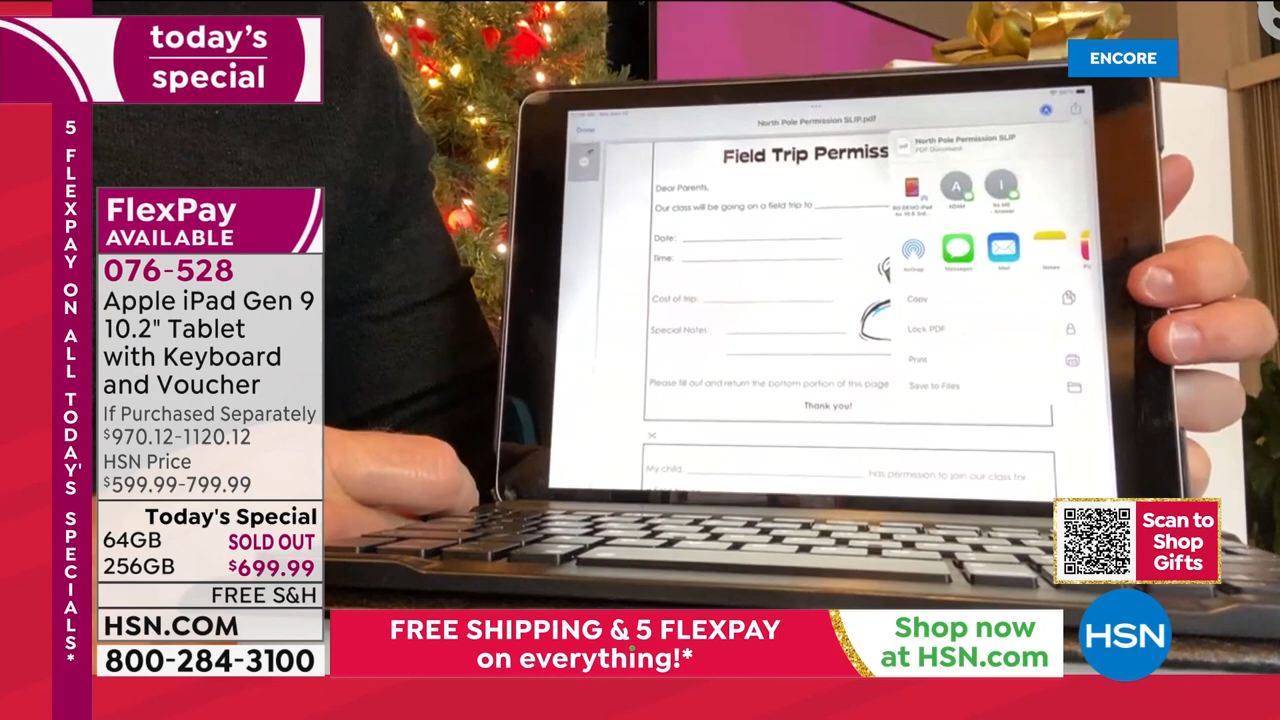 today's
special
5 FLEXPAY ON ALL TODAY'S SPECIALS*
FlexPay
AVAILABLE
076-528
Apple iPad Gen 9
10.2" Tablet
with Keyboard
and Voucher
If Purchased Separately
$970.12-1120.12
HSN Price
$599.99-799.99
Today's Special
64GB SOLD OUT
256GB $699.99
FREE S&H
HSN.COM
800-284-3100
ENCORE
Done
North Pole Permission SLIP.pdf
North Pole Permission SLIP
PDF Document
Field Trip Permiss
Dear Parents,
Our class will be going on a field trip to
Date:
Time:
Cost of trip:
Special Notes
Please fill out and return the bottom portion of this page
Thank you!
My child, has permission to join our class for
A
I
ADAM
AirDrop
Messages
Mail
Notes
Copy
Lock PDF
Print
Save to Files
Scan to
Shop
Gifts
FREE SHIPPING & 5 FLEXPAY
on everything!*
Shop now
at HSN.com
HSN